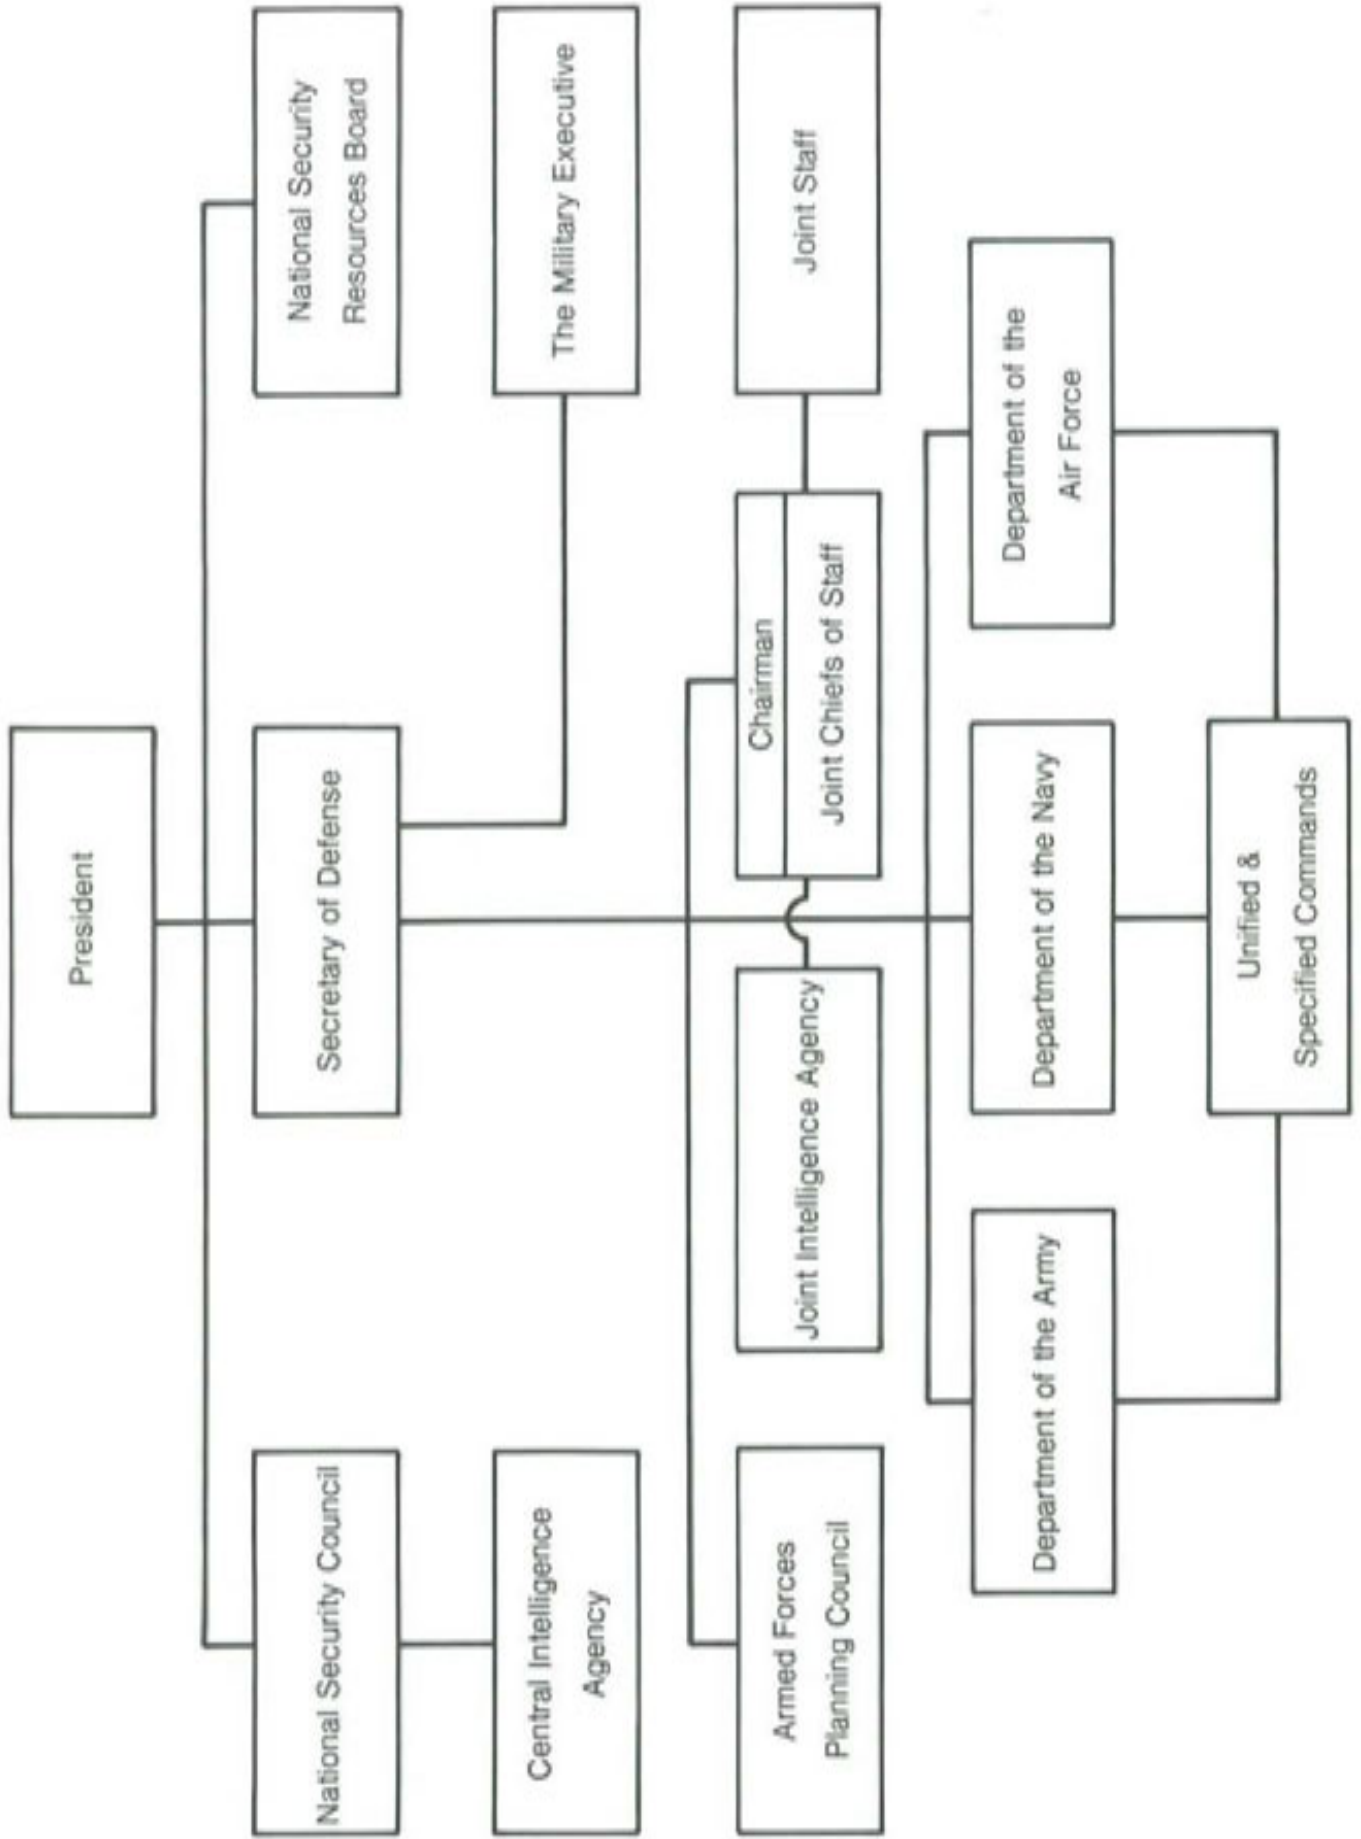 President
National Security Council
Secretary of Defense
National Security
Resources Board
Central Intelligence
Agency
The Military Executive
Armed Forces
Planning Council
Joint Intelligence Agency
Chairman
Joint Chiefs of Staff
Joint Staff
Department of the Army
Department of the Navy
Department of the
Air Force
Unified &
Specified Commands